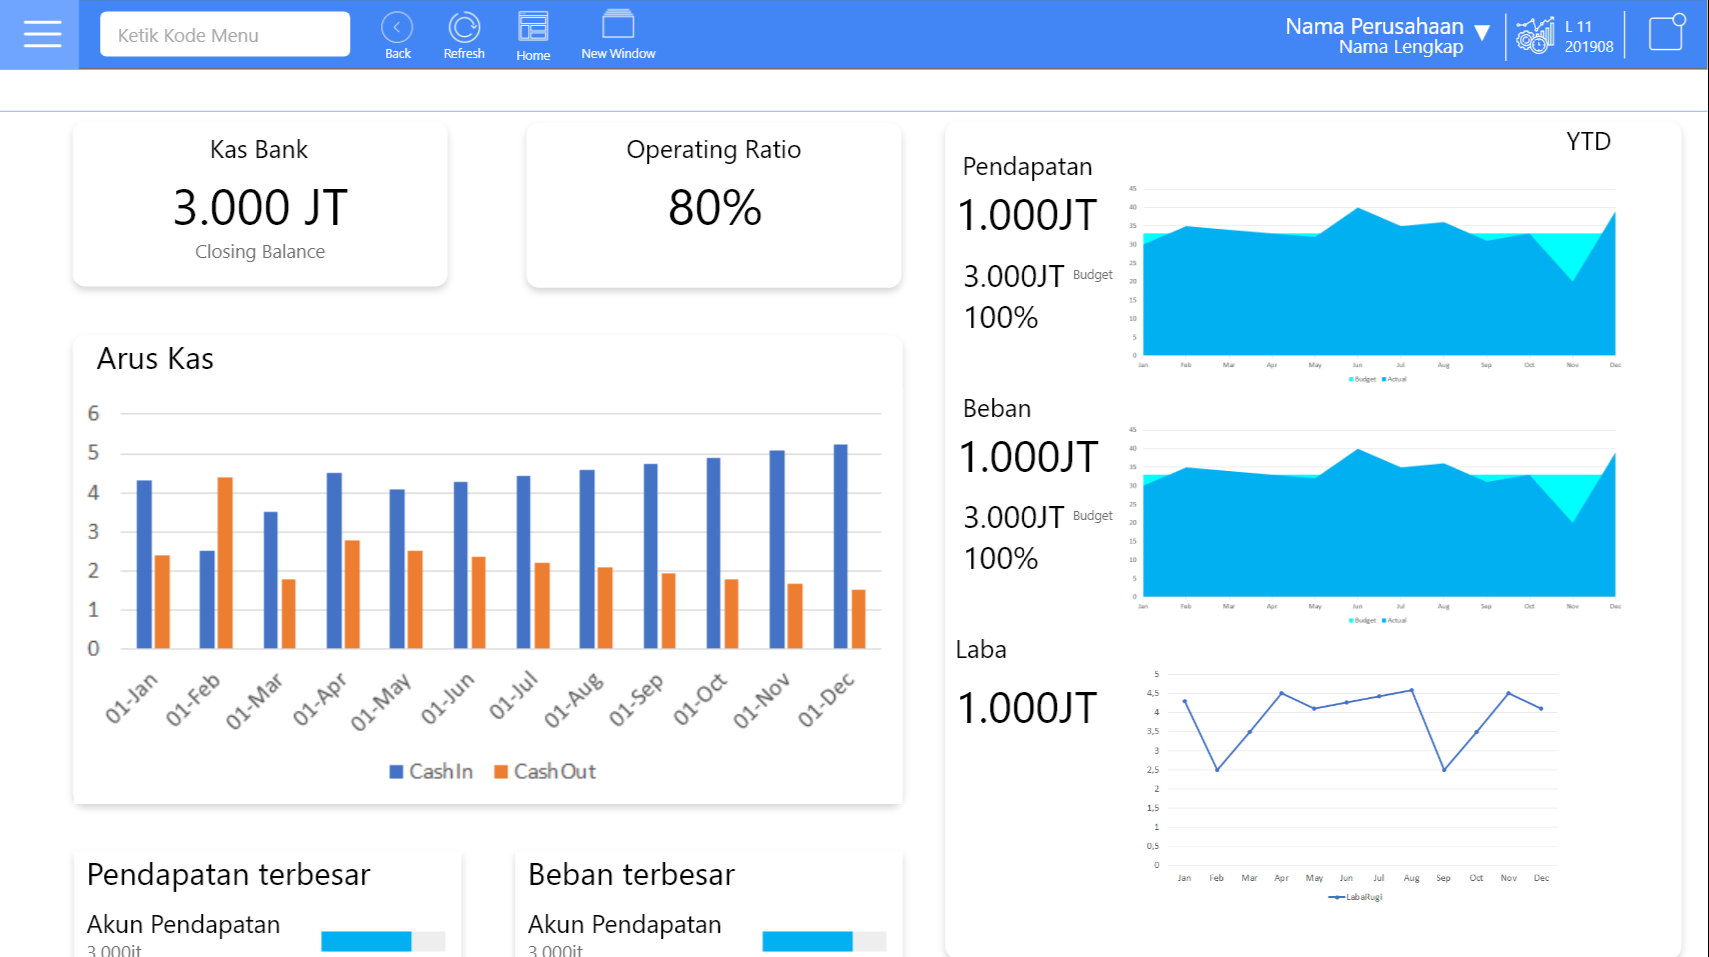 Ketik Kode Menu
Back
Refresh
Home
New Window
Nama Perusahaan ▼
Nama Lengkap
L 11
201908
Kas Bank
3.000 JT
Closing Balance
Operating Ratio
80%
Arus Kas
6
5
4
3
2
1
0
01-Jan 01-Feb 01-Mar 01-Apr 01-May 01-Jun 01-Jul 01-Aug 01-Sep 01-Oct 01-Nov 01-Dec
CashIn CashOut
Pendapatan terbesar
Akun Pendapatan
3.000jt
Beban terbesar
Akun Pendapatan
3.000jt
YTD
Pendapatan
1.000JT
3.000JT Budget
100%
45
40
35
30
25
20
15
10
5
0
Jan Feb Mar Apr May Jun Jul Aug Sep Oct Nov Dec
Budget Actual
Beban
1.000JT
3.000JT Budget
100%
45
40
35
30
25
20
15
10
5
0
Jan Feb Mar Apr May Jun Jul Aug Sep Oct Nov Dec
Budget Actual
Laba
1.000JT
5
4,5
4
3,5
3
2,5
2
1,5
1
0,5
0
Jan Feb Mar Apr May Jun Jul Aug Sep Oct Nov Dec
LabaRugi